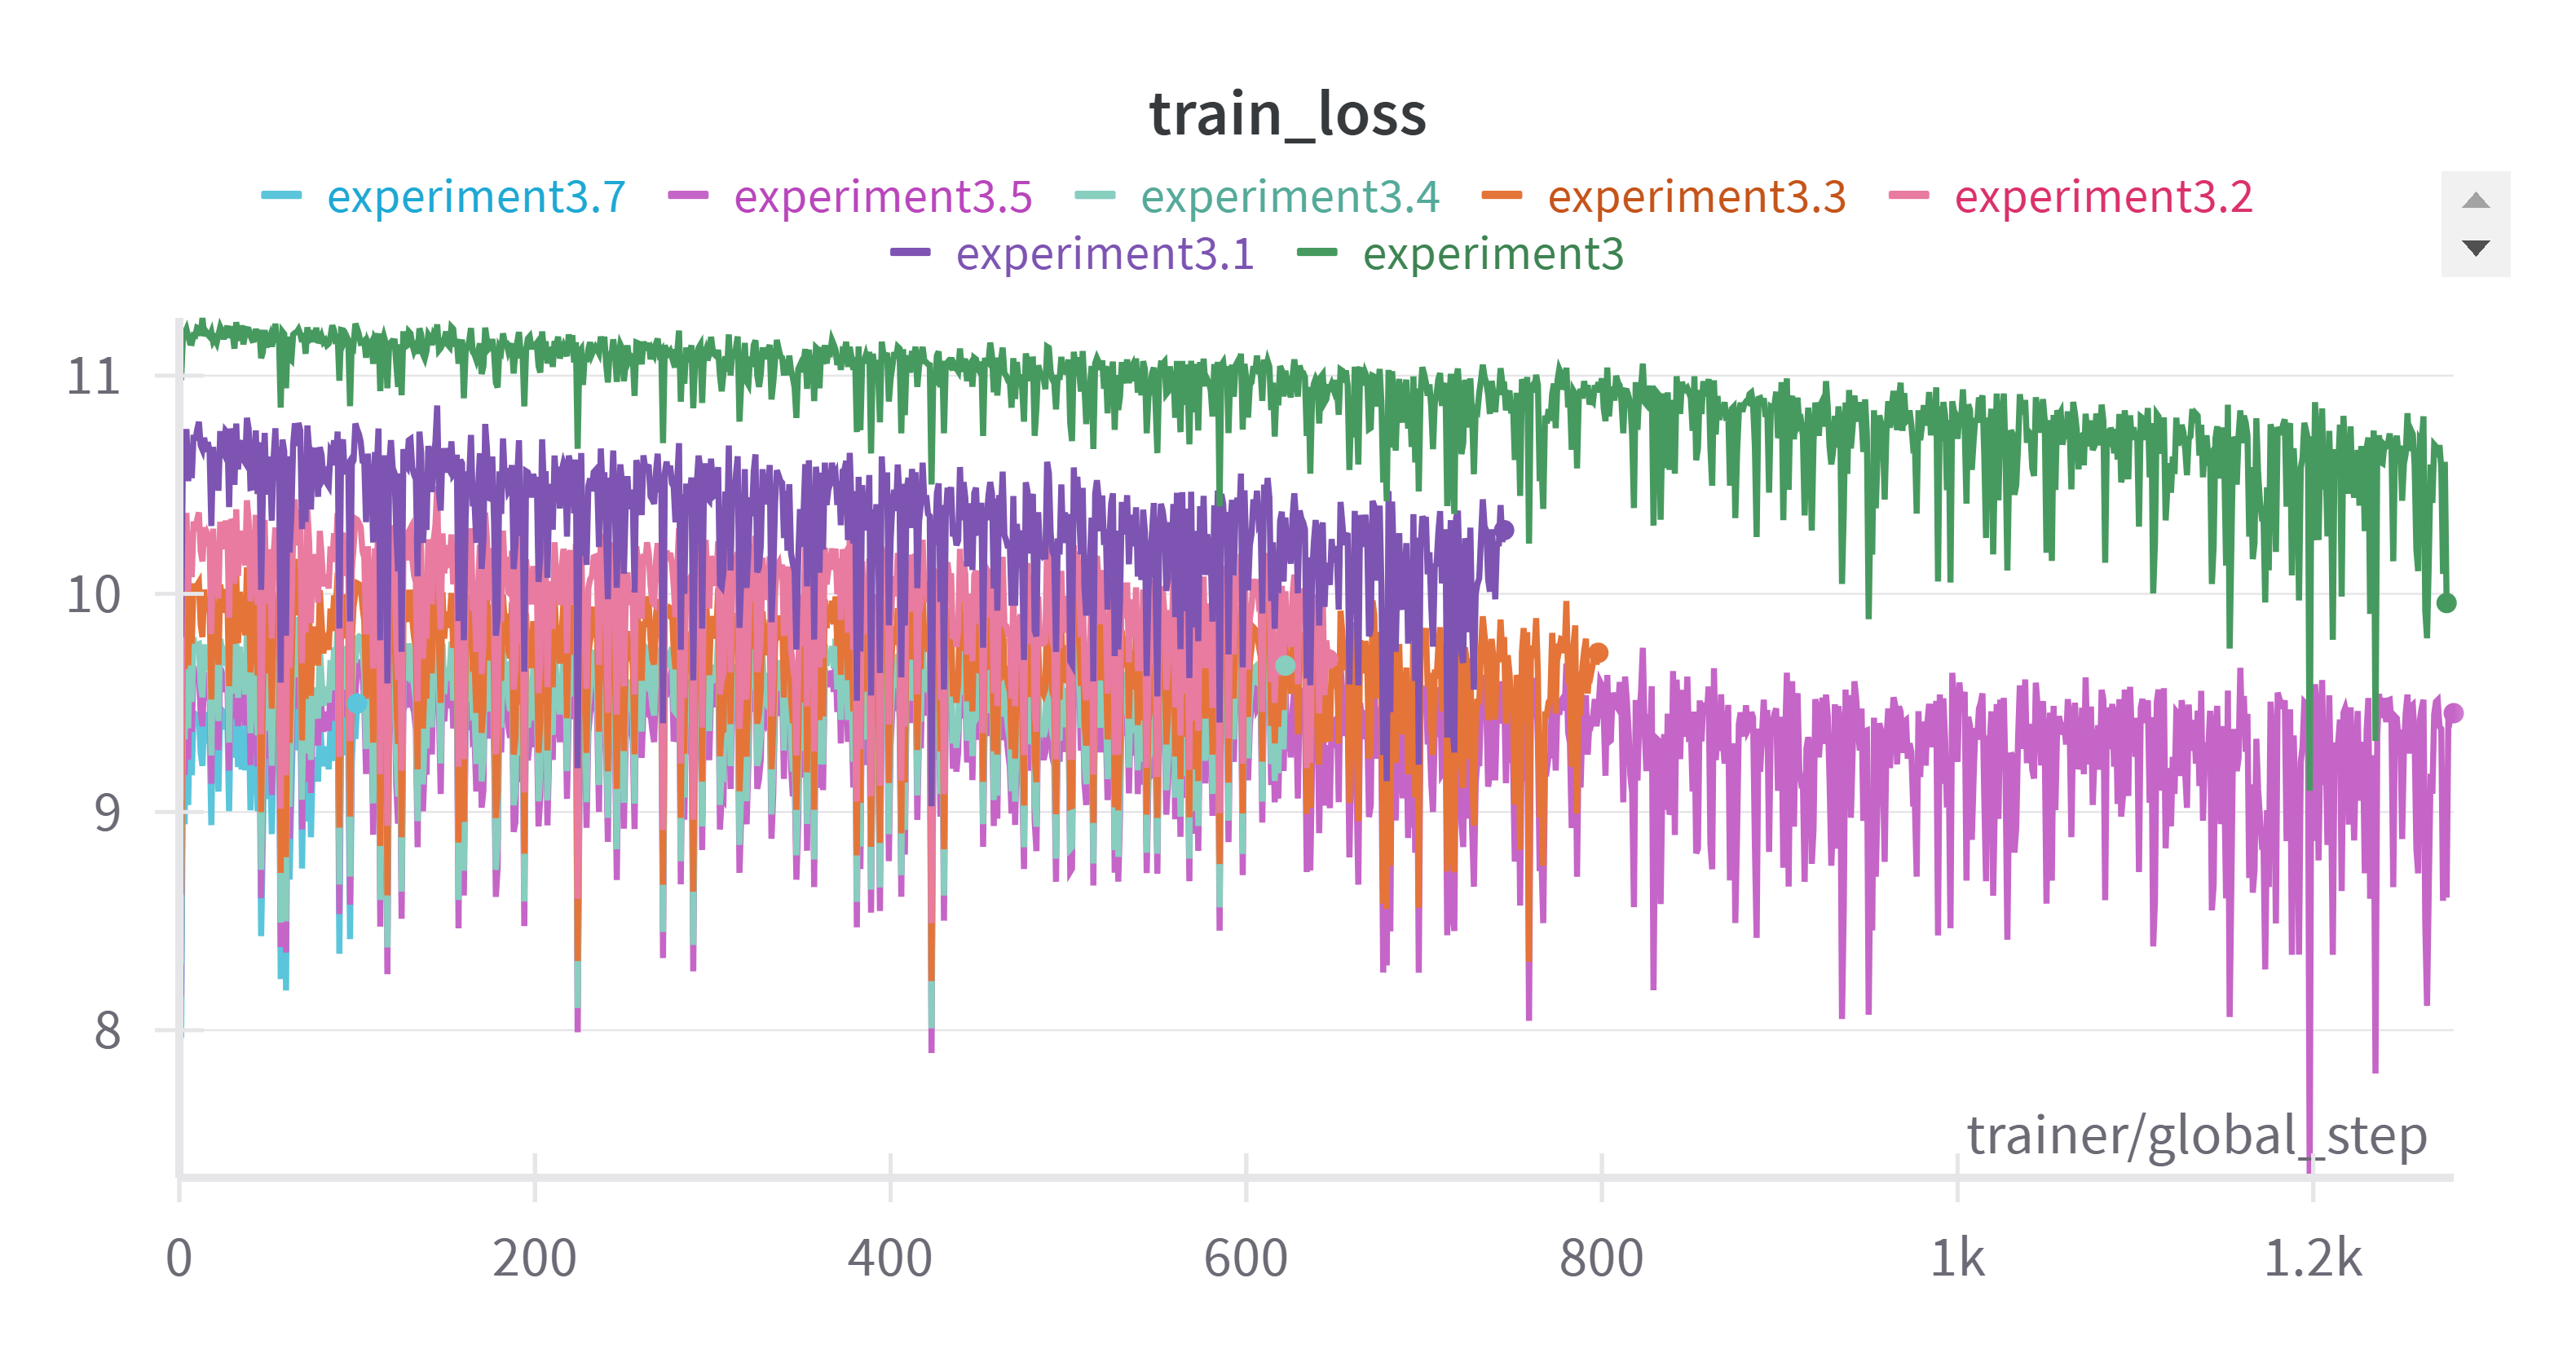 train_loss
experiment3.7 experiment3.5 experiment3.4 experiment3.3 experiment3.2
experiment3.1 experiment3
11
10
9
8
trainer/global_step
0 200 400 600 800 1k 1.2k